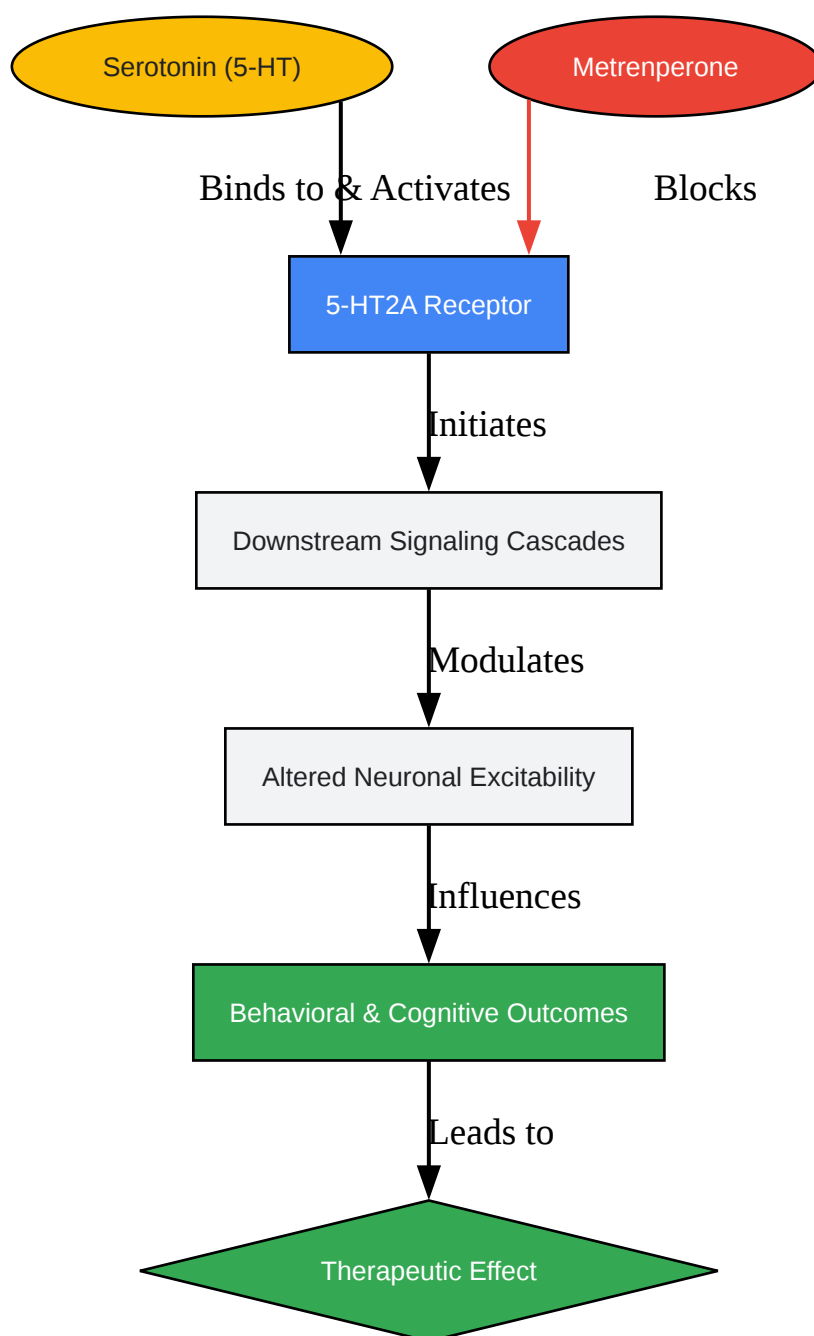 Serotonin (5-HT)
Metrenperone
Binds to & Activates
Blocks
5-HT2A Receptor
Initiates
Downstream Signaling Cascades
Modulates
Altered Neuronal Excitability
Influences
Behavioral & Cognitive Outcomes
Leads to
Therapeutic Effect